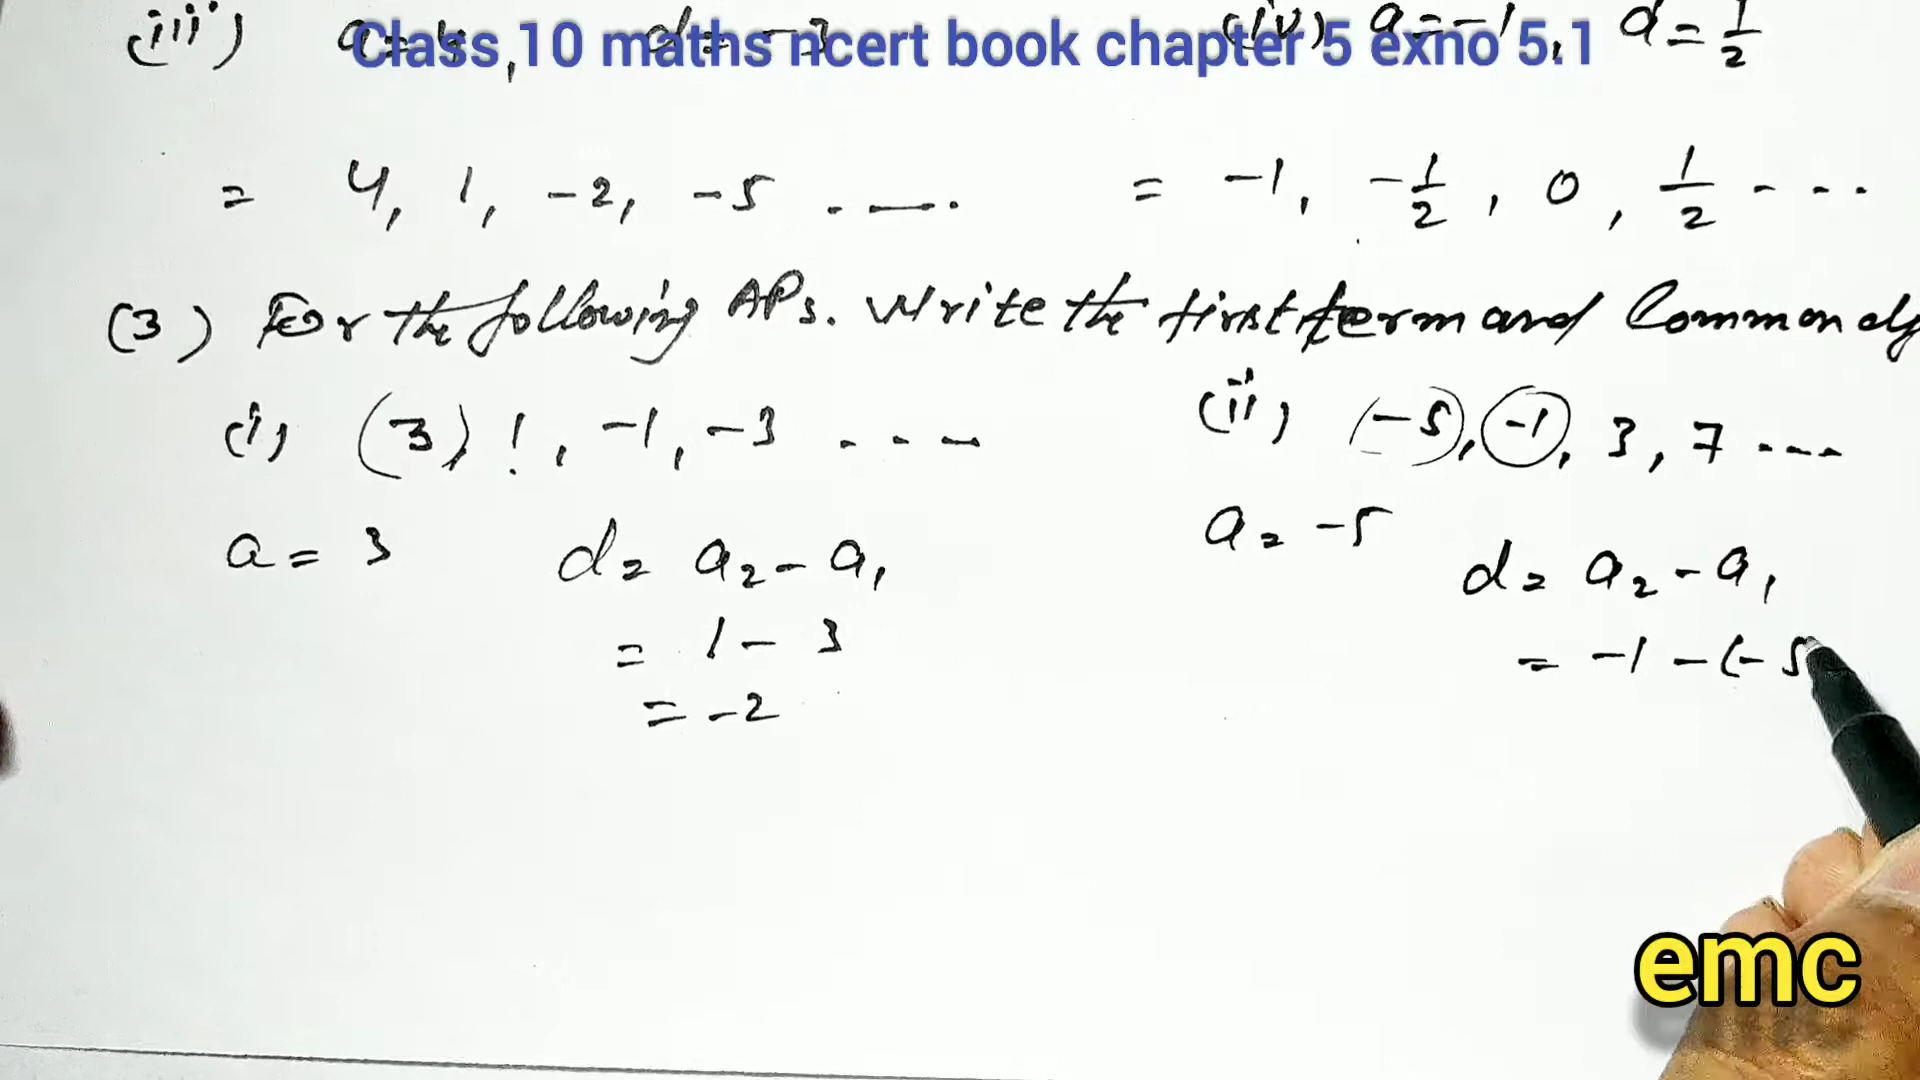 (iii) a = 4, d = -3 (iv) a = -1, d = 1/2
Class 10 maths ncert book chapter 5 exno 5.1
= 4, 1, -2, -5 ..... = -1, -1/2, 0, 1/2 ----
(3) For the following APs. Write the first term and Common
(i) (3) 1, -1, -3 ---- (ii) (-5), (-1), 3, 7 ----
a = 3 d = a2 - a1 a = -5 d = a2 - a1
= 1 - 3 = -1 - (-5
= -2
emc